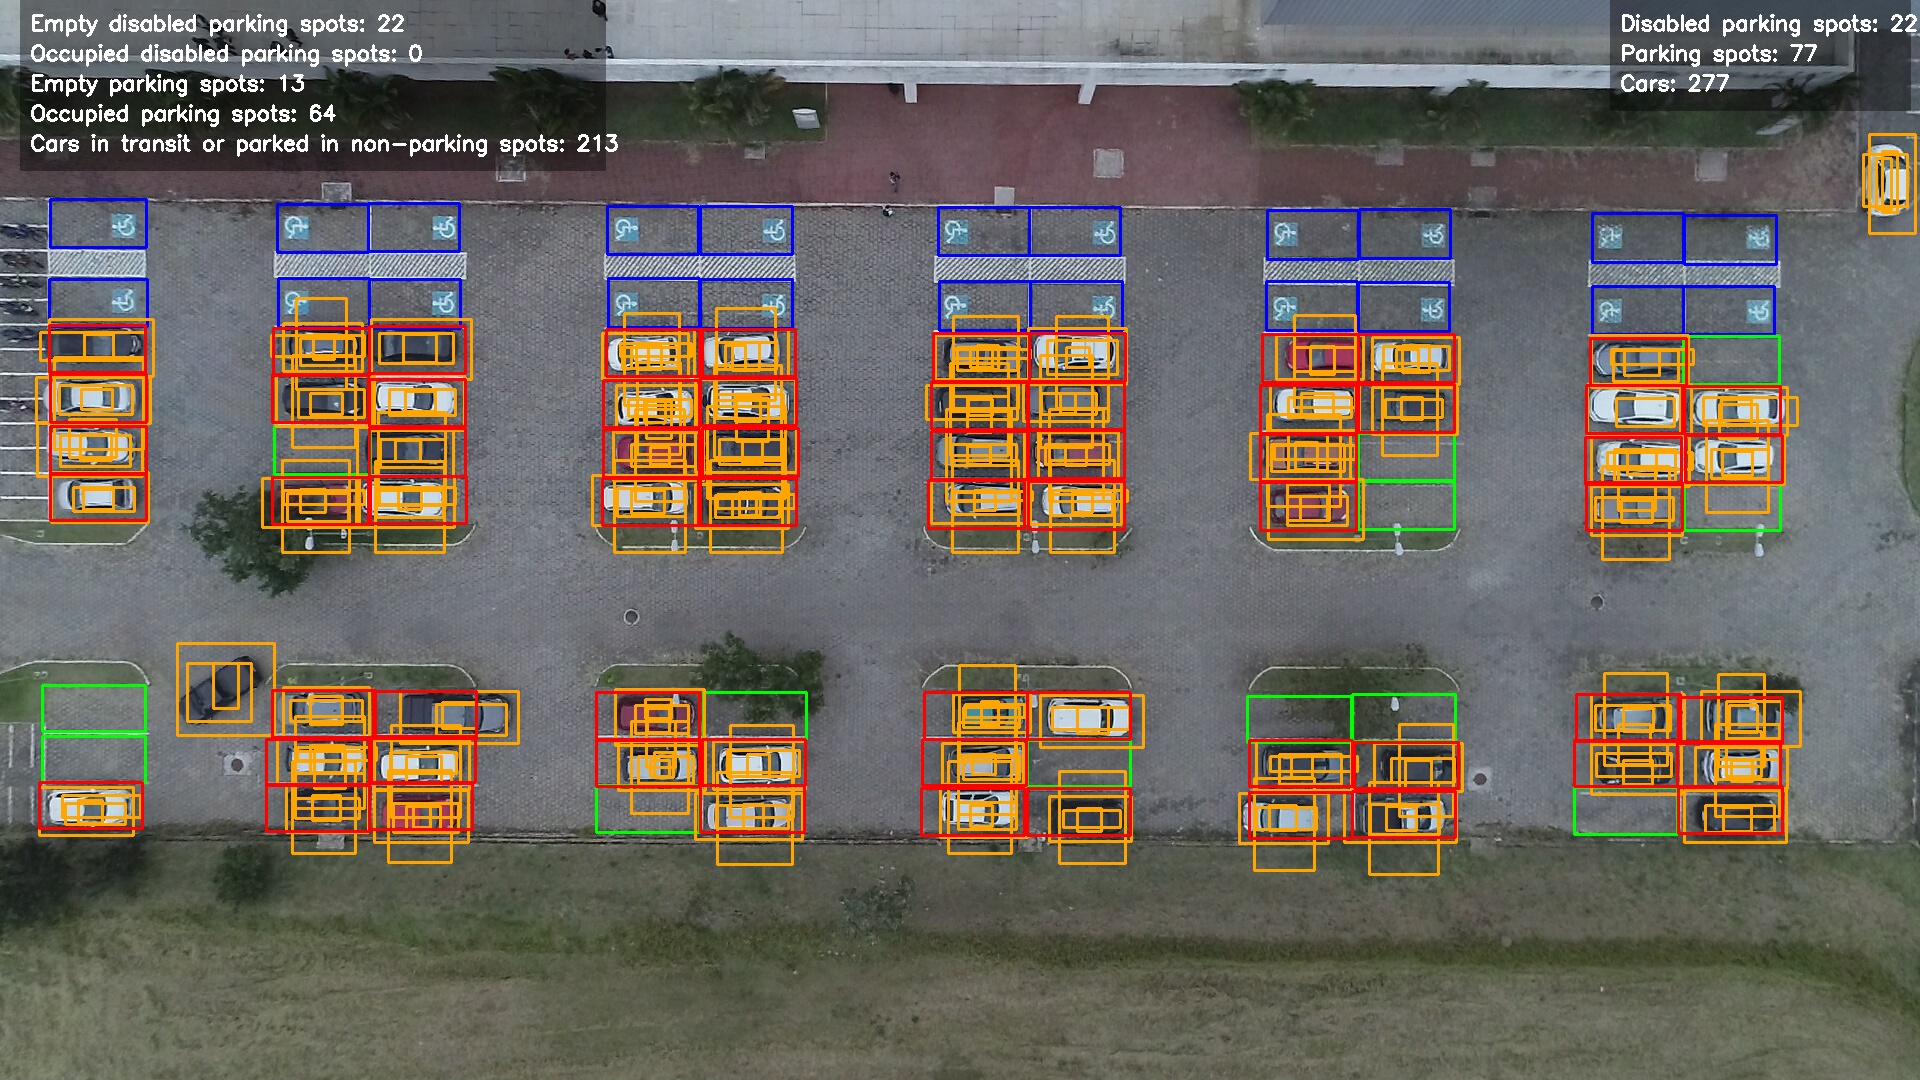 Empty disabled parking spots: 22
Occupied disabled parking spots: 0
Empty parking spots: 13
Occupied parking spots: 64
Cars in transit or parked in non-parking spots: 213
Disabled parking spots: 22
Parking spots: 77
Cars: 277